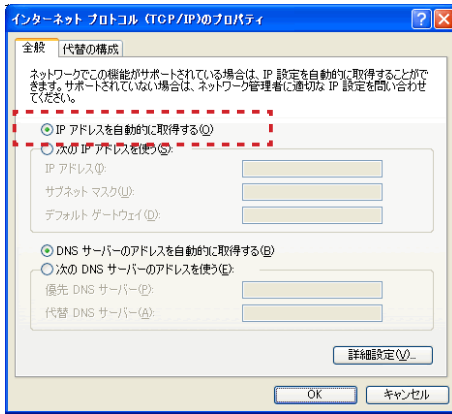 インターネット プロトコル (TCP/IP)のプロパティ
全般 代替の構成
ネットワークでこの機能がサポートされている場合は、IP 設定を自動的に取得することがで
きます。サポートされていない場合は、ネットワーク管理者に適切な IP 設定を問い合わせ
てください。
IP アドレスを自動的に取得する(O)
次の IP アドレスを使う(S):
IP アドレス(I):
サブネット マスク(U):
デフォルト ゲートウェイ(D):
DNS サーバーのアドレスを自動的に取得する(B)
次の DNS サーバーのアドレスを使う(E):
優先 DNS サーバー(P):
代替 DNS サーバー(A):
詳細設定(V)...
OK キャンセル